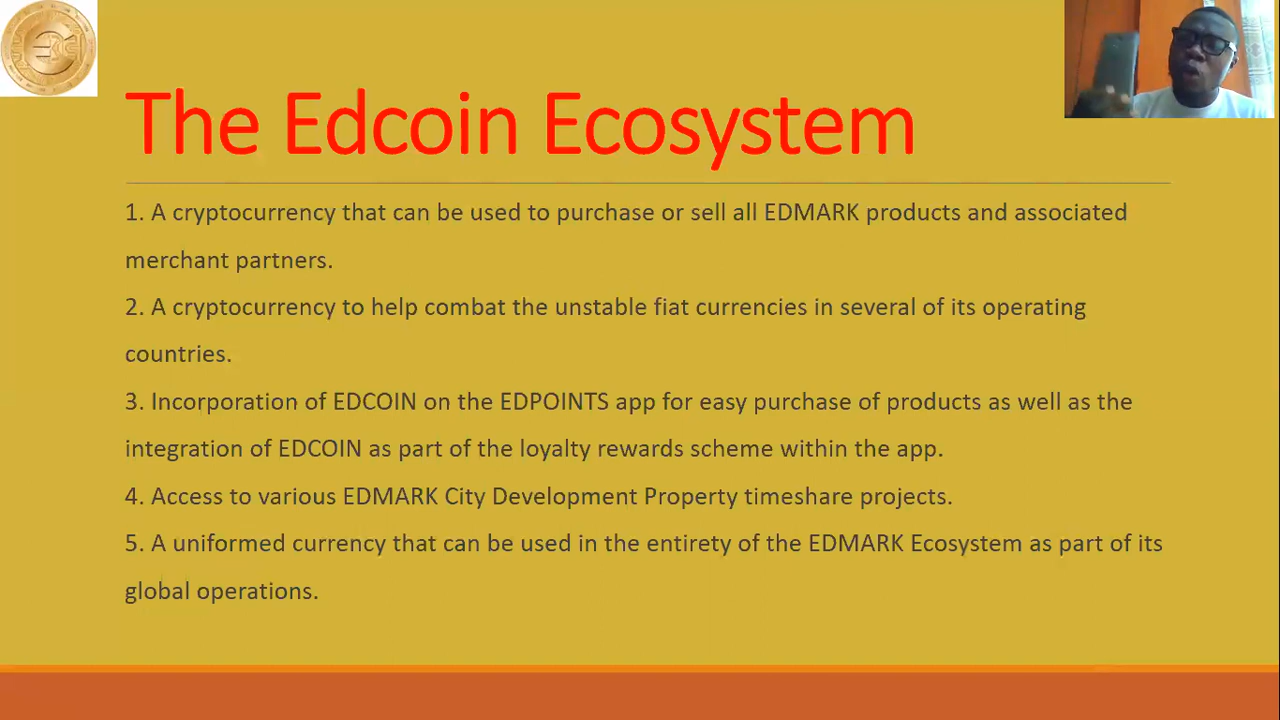 The Edcoin Ecosystem
1. A cryptocurrency that can be used to purchase or sell all EDMARK products and associated
merchant partners.
2. A cryptocurrency to help combat the unstable fiat currencies in several of its operating
countries.
3. Incorporation of EDCOIN on the EDPOINTS app for easy purchase of products as well as the
integration of EDCOIN as part of the loyalty rewards scheme within the app.
4. Access to various EDMARK City Development Property timeshare projects.
5. A uniformed currency that can be used in the entirety of the EDMARK Ecosystem as part of its
global operations.